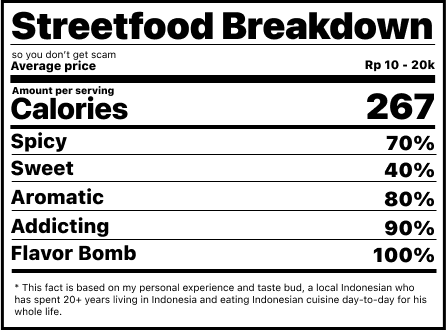 Streetfood Breakdown
so you don't get scam
Average price Rp 10 - 20k
Amount per serving
Calories 267
Spicy 70%
Sweet 40%
Aromatic 80%
Addicting 90%
Flavor Bomb 100%
* This fact is based on my personal experience and taste bud, a local Indonesian who
has spent 20+ years living in Indonesia and eating Indonesian cuisine day-to-day for his
whole life.